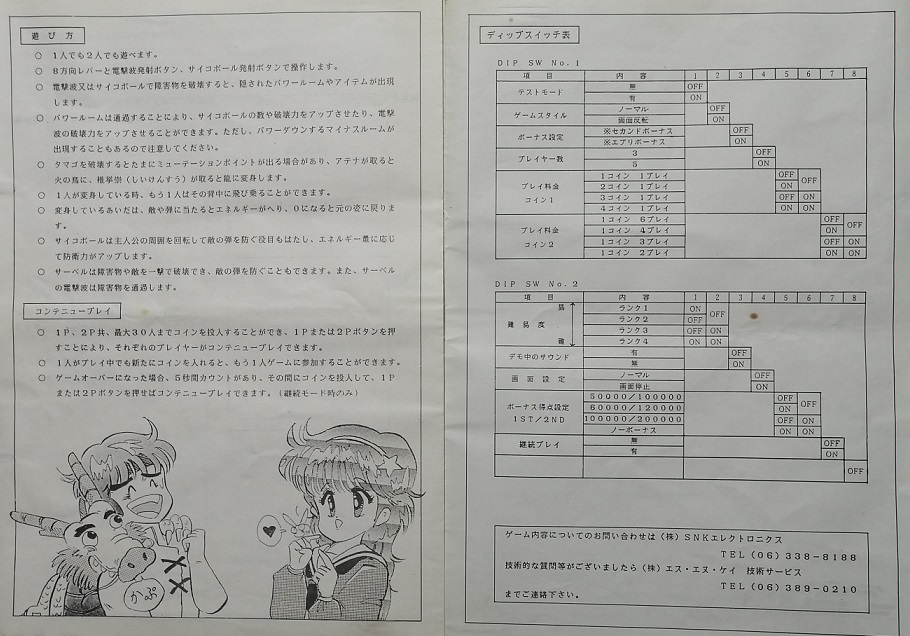 遊び方
○ 1人でも2人でも遊べます。
○ 8方向レバーと電撃波発射ボタン、サイコボール発射ボタンで操作します。
○ 電撃波又はサイコボールで障害物を破壊すると、隠されたパワールームやアイテムが出現
します。
○ パワールームは通過することにより、サイコボールの数や破壊力をアップさせたり、電撃
波の破壊力をアップさせることができます。ただし、パワーダウンするマイナスルームが
出現することもあるので注意してください。
○ タマゴを破壊するとたまにミューテーションポイントが出る場合があり、アテナが取ると
火の鳥に、椎拳崇(しいけんすう)が取ると龍に変身します。
○ 1人が変身している時、もう1人はその背中に飛び乗ることができます。
○ 変身しているあいだは、敵や弾に当たるとエネルギーがへり、0になると元の姿に戻りま
す。
○ サイコボールは主人公の周囲を回転して敵の弾を防ぐ役目もはたし、エネルギー量に応じ
て防衛力がアップします。
○ サーベルは障害物や敵を一撃で破壊でき、敵の弾を防ぐこともできます。また、サーベル
の電撃波は障害物を通過します。
コンテニュープレイ
○ 1P、2P共、最大30人までコインを投入することができ、1Pまたは2Pボタンを押
すことにより、それぞれのプレイヤーがコンテニュープレイできます。
○ 1人がプレイ中でも新たにコインを入れると、もう1人ゲームに参加することができます。
○ ゲームオーバーになった場合、5秒間カウントがあり、その間にコインを投入して、1P
または2Pボタンを押せばコンテニュープレイできます。(継続モード時のみ)
かぷ
ディップスイッチ表
DIP SW No. 1
項目 内容 1 2 3 4 5 6 7 8
テストモード 無 OFF
有 ON
ゲームスタイル ノーマル OFF
画面反転 ON
ボーナス設定 ※セカンドボーナス OFF
※エブリボーナス ON
プレイヤー数 3 OFF
5 ON
プレイ料金 コイン1 1コイン 1プレイ OFF OFF
2コイン 1プレイ ON
3コイン 1プレイ OFF ON
4コイン 1プレイ ON ON
プレイ料金 コイン2 1コイン 6プレイ OFF OFF
1コイン 4プレイ ON
1コイン 3プレイ OFF ON
1コイン 2プレイ ON ON
DIP SW No. 2
項目 内容 1 2 3 4 5 6 7 8
難易度 易 ランク1 ON OFF
ランク2 OFF
ランク3 OFF ON
難 ランク4 ON ON
デモ中のサウンド 有 OFF
無 ON
画面設定 ノーマル OFF
画面停止 ON
ボーナス得点設定 1ST/2ND 50000/100000 OFF OFF
60000/120000 ON
100000/200000 OFF ON
ノーボーナス ON ON
継続プレイ 無 OFF
有 ON
OFF
ゲーム内容についてのお問い合わせは(株)SNKエレクトロニクス
TEL(06)338-8188
技術的な質問等がございましたら(株)エス・エヌ・ケイ 技術サービス
TEL(06)389-0210
までご連絡下さい。